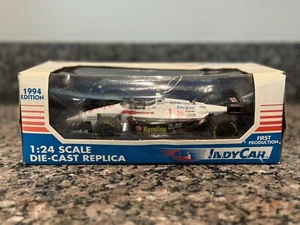 1994
EDITION
Havoline
1:24 SCALE
DIE-CAST REPLICA
FIRST
PRODUCTION
INDYCAR